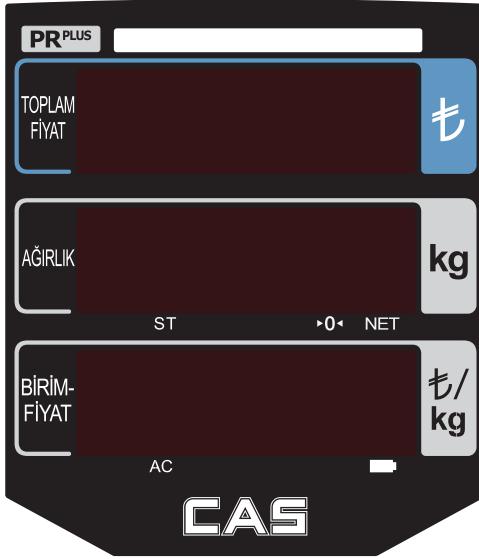 PR PLUS
TOPLAM
FİYAT
₺
AĞIRLIK
kg
ST ▸0◂ NET
BİRİM-
FİYAT
₺/
kg
AC
CAS